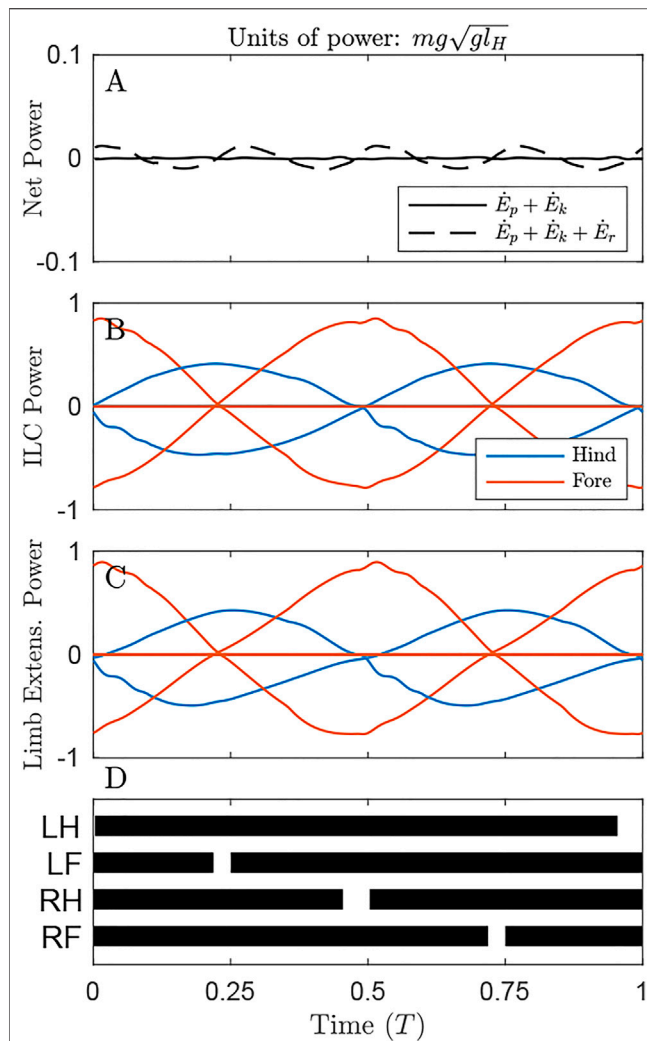 Units of power: mg√gl_H
0.1
A
0
-0.1
Net Power
Ė_p + Ė_k
Ė_p + Ė_k + Ė_r
1
B
0
-1
ILC Power
Hind
Fore
1
C
0
-1
Limb Extens. Power
D
LH
LF
RH
RF
0 0.25 0.5 0.75 1
Time (T)